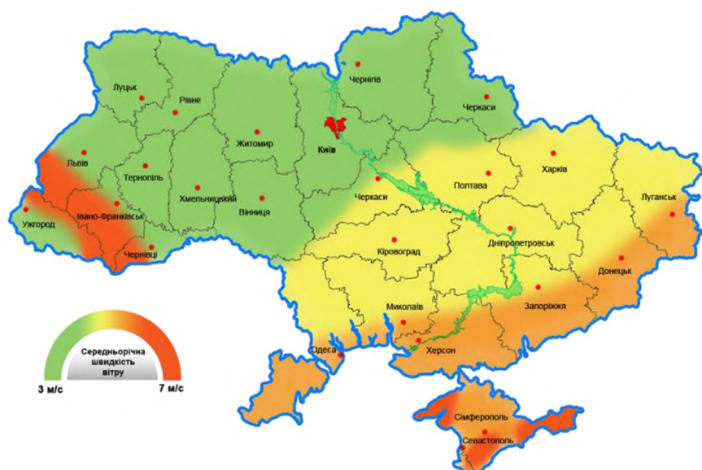 Чернігів
Луцьк
Рівне
Черкаси
Житомир
Київ
Львів
Тернопіль
Хмельницький
Вінниця
Черкаси
Полтава
Харків
Луганськ
Івано-Франківськ
Ужгород
Чернівці
Дніпропетровськ
Кіровоград
Донецьк
Запоріжжя
Миколаїв
Одеса
Херсон
Середньорічна
швидкість
вітру
3 м/с
7 м/с
Сімферополь
Севастополь